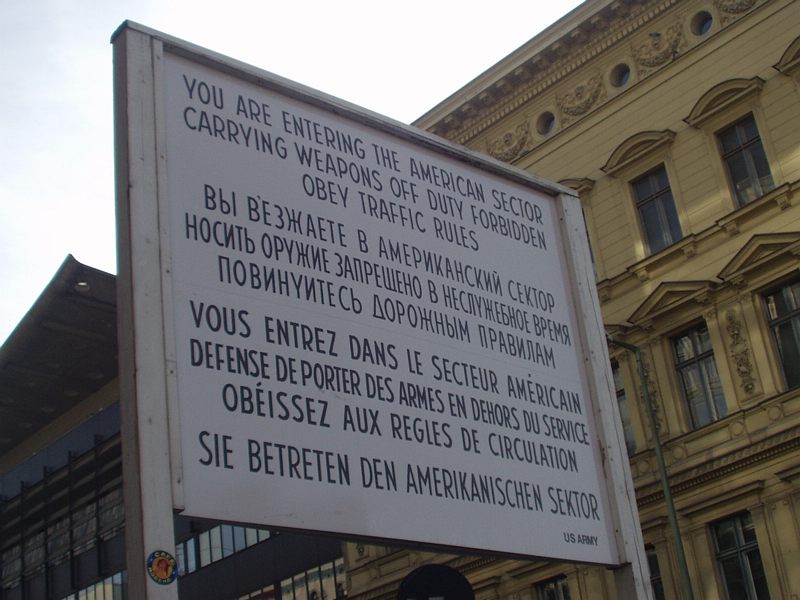 YOU ARE ENTERING THE AMERICAN SECTOR
CARRYING WEAPONS OFF DUTY FORBIDDEN
OBEY TRAFFIC RULES
ВЫ В'ЕЗЖАЕТЕ В АМЕРИКАНСКИЙ СЕКТОР
НОСИТЬ ОРУЖИЕ ЗАПРЕЩЕНО В НЕСЛУЖЕБНОЕ ВРЕМЯ
ПОВИНУИТЕСЬ ДОРОЖНЫМ ПРАВИЛАМ
VOUS ENTREZ DANS LE SECTEUR AMÉRICAIN
DEFENSE DE PORTER DES ARMES EN DEHORS DU SERVICE
OBÉISSEZ AUX REGLES DE CIRCULATION
SIE BETRETEN DEN AMERIKANISCHEN SEKTOR
US ARMY